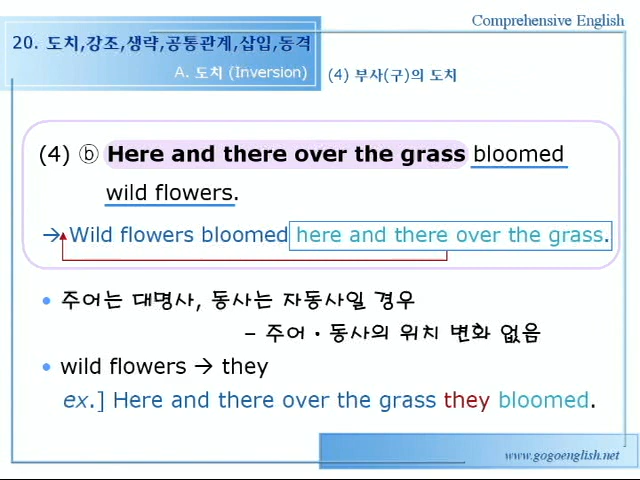 Comprehensive English
20. 도치,강조,생략,공통관계,삽입,동격
A. 도치 (Inversion)
(4) 부사(구)의 도치
(4) ⓑ Here and there over the grass bloomed
wild flowers.
→ Wild flowers bloomed here and there over the grass.
• 주어는 대명사, 동사는 자동사일 경우
– 주어・동사의 위치 변화 없음
• wild flowers → they
ex.] Here and there over the grass they bloomed.
www.gogoenglish.net